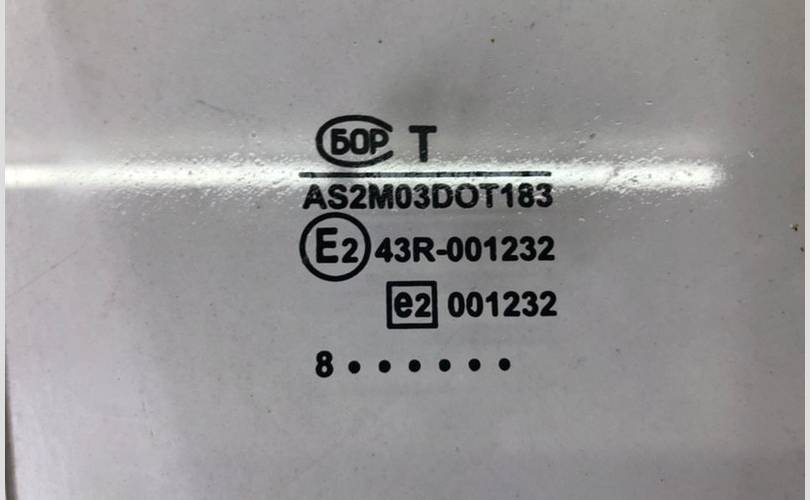 БОР T
AS2M03DOT183
E2 43R-001232
e2 001232
8 . . . . . .